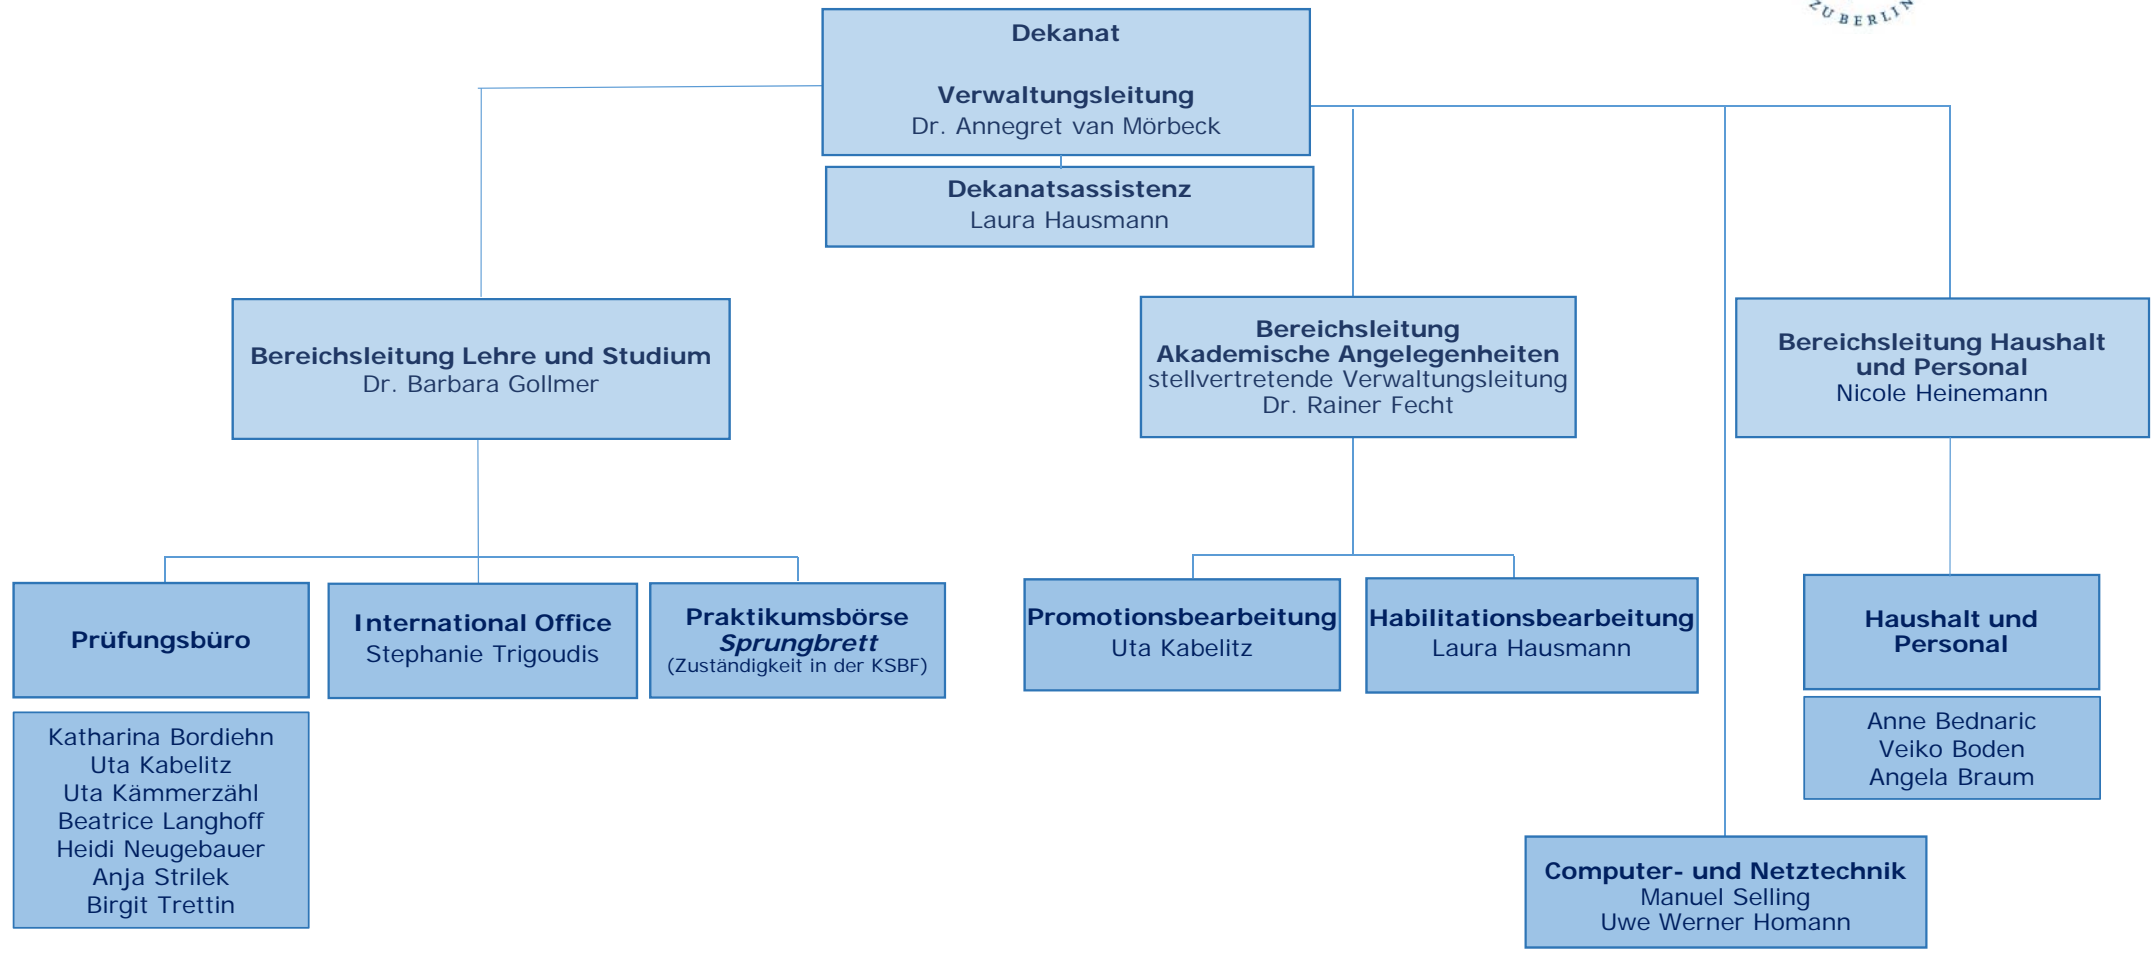 ZU BERLIN
Dekanat
Verwaltungsleitung
Dr. Annegret van Mörbeck
Dekanatsassistenz
Laura Hausmann
Bereichsleitung Lehre und Studium
Dr. Barbara Gollmer
Bereichsleitung
Akademische Angelegenheiten
stellvertretende Verwaltungsleitung
Dr. Rainer Fecht
Bereichsleitung Haushalt
und Personal
Nicole Heinemann
Prüfungsbüro
Katharina Bordiehn
Uta Kabelitz
Uta Kämmerzähl
Beatrice Langhoff
Heidi Neugebauer
Anja Strilek
Birgit Trettin
International Office
Stephanie Trigoudis
Praktikumsbörse
Sprungbrett
(Zuständigkeit in der KSBF)
Promotionsbearbeitung
Uta Kabelitz
Habilitationsbearbeitung
Laura Hausmann
Haushalt und
Personal
Anne Bednaric
Veiko Boden
Angela Braum
Computer- und Netztechnik
Manuel Selling
Uwe Werner Homann